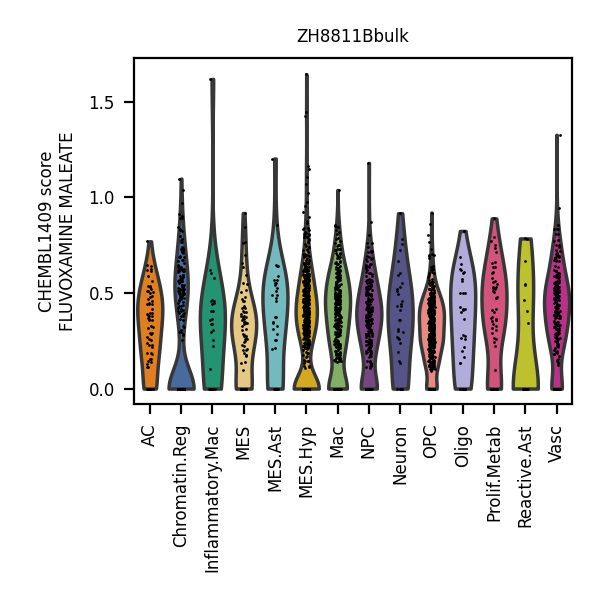 ZH8811Bbulk
CHEMBL1409 score
FLUVOXAMINE MALEATE
1.5
1.0
0.5
0.0
AC
Chromatin.Reg
Inflammatory.Mac
MES
MES.Ast
MES.Hyp
Mac
NPC
Neuron
OPC
Oligo
Prolif.Metab
Reactive.Ast
Vasc